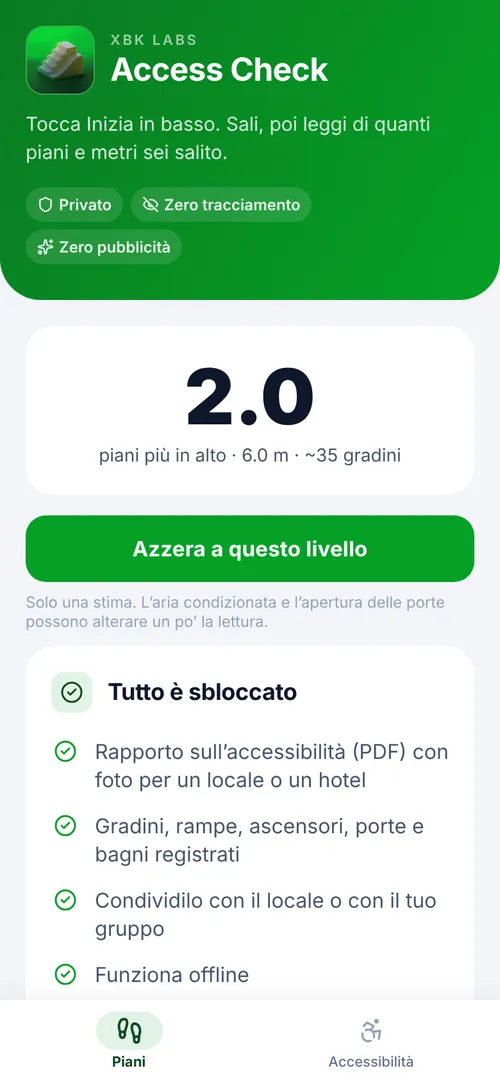 XBK LABS
Access Check
Tocca Inizia in basso. Sali, poi leggi di quanti
piani e metri sei salito.
Privato
Zero tracciamento
Zero pubblicità
2.0
piani più in alto · 6.0 m · ~35 gradini
Azzera a questo livello
Solo una stima. L’aria condizionata e l’apertura delle porte
possono alterare un po’ la lettura.
Tutto è sbloccato
Rapporto sull’accessibilità (PDF) con
foto per un locale o un hotel
Gradini, rampe, ascensori, porte e
bagni registrati
Condividilo con il locale o con il tuo
gruppo
Funziona offline
Piani
Accessibilità